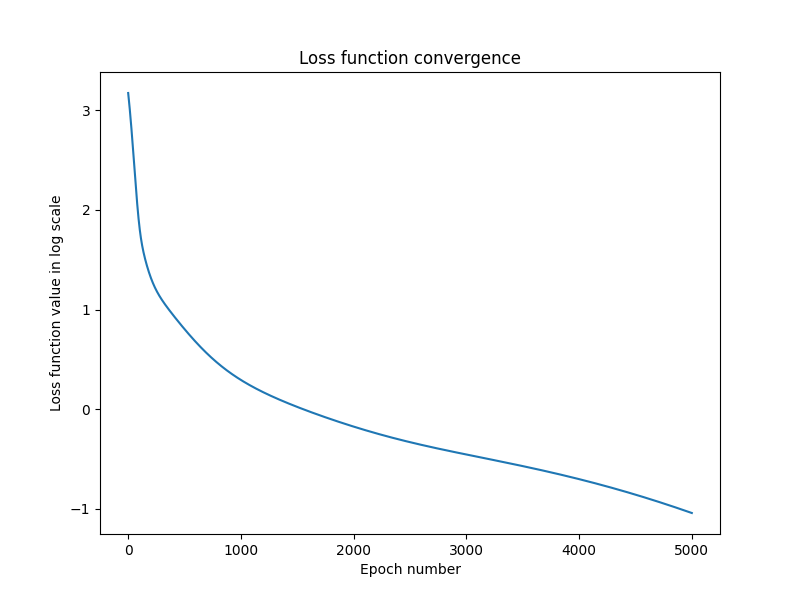 Loss function convergence
3
2
1
0
−1
Loss function value in log scale
0 1000 2000 3000 4000 5000
Epoch number